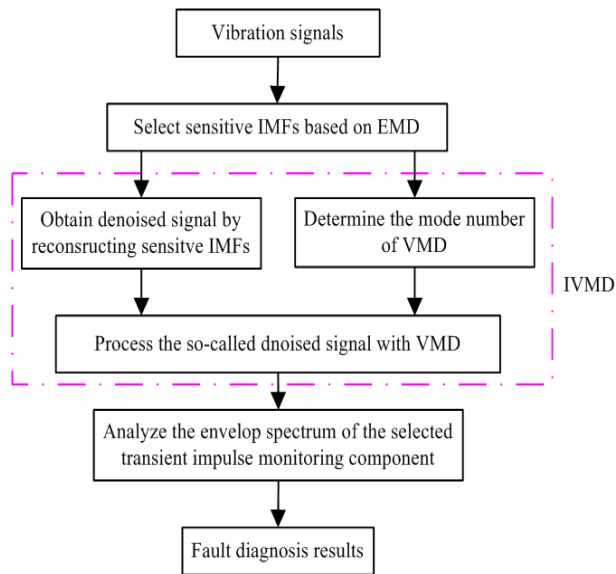 Vibration signals
Select sensitive IMFs based on EMD
Obtain denoised signal by
reconsructing sensitve IMFs
Determine the mode number
of VMD
IVMD
Process the so-called dnoised signal with VMD
Analyze the envelop spectrum of the selected
transient impulse monitoring component
Fault diagnosis results